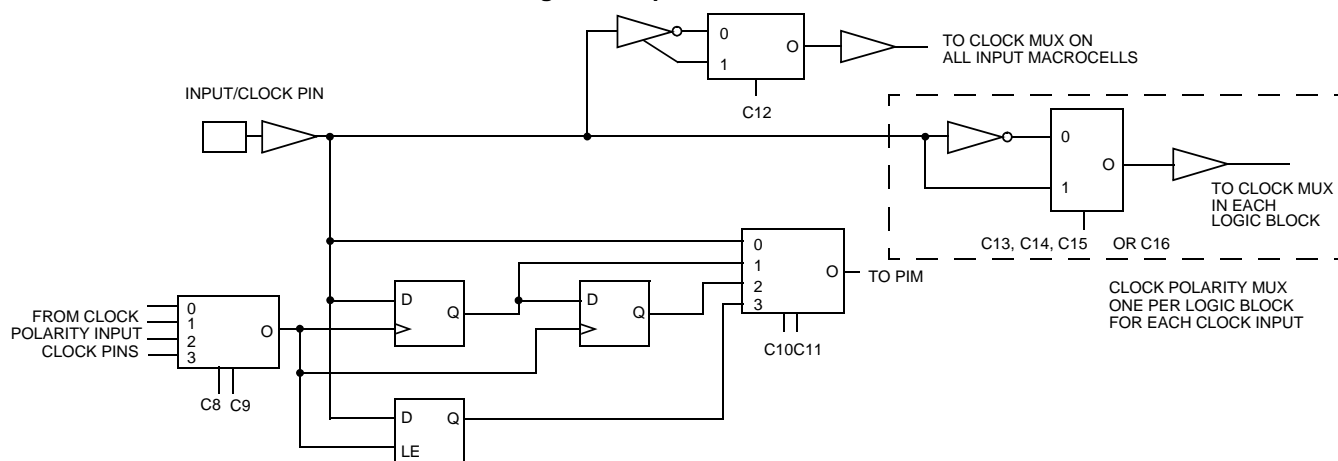 0
1
O
C12
TO CLOCK MUX ON
ALL INPUT MACROCELLS
INPUT/CLOCK PIN
0
1
O
C13, C14, C15 OR C16
TO CLOCK MUX
IN EACH
LOGIC BLOCK
CLOCK POLARITY MUX
ONE PER LOGIC BLOCK
FOR EACH CLOCK INPUT
0
1
2
3
O
TO PIM
C10C11
D
Q
D
Q
FROM CLOCK
POLARITY INPUT
CLOCK PINS
0
1
2
3
O
C8 C9
D
Q
LE